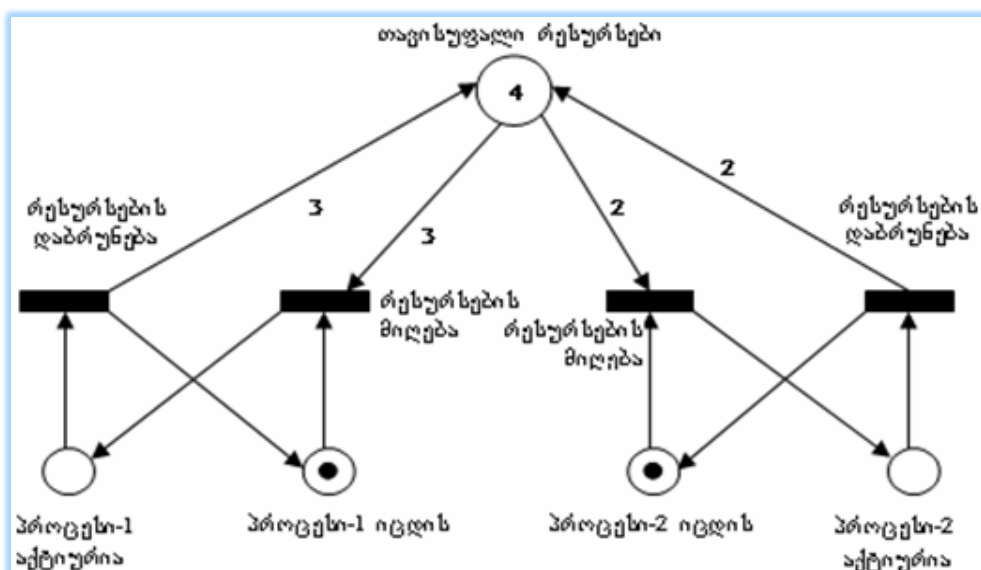 თავისუფალი რესურსები
4
2
3
2
3
რესურსების
დაბრუნება
რესურსების
დაბრუნება
რესურსების
მიღება
რესურსების
მიღება
პროცესი-1
აქტიურია
პროცესი-1 იცდის
პროცესი-2 იცდის
პროცესი-2
აქტიურია